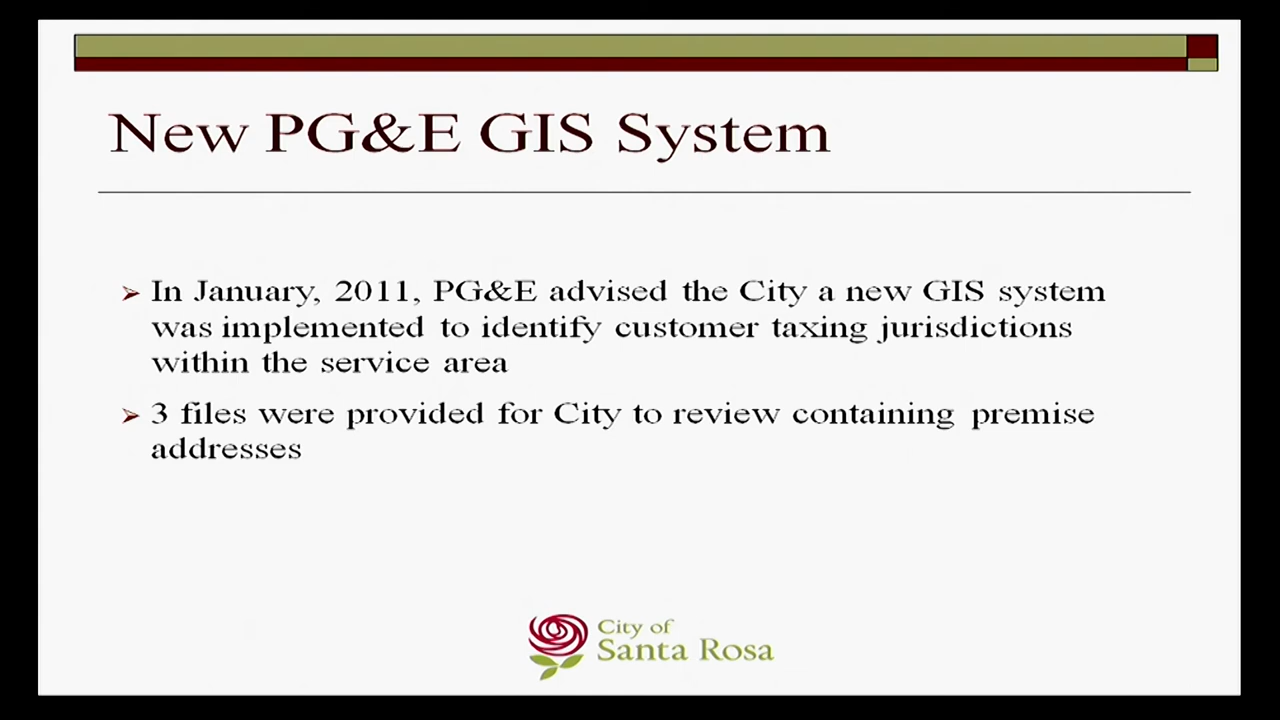 New PG&E GIS System
➢ In January, 2011, PG&E advised the City a new GIS system
was implemented to identify customer taxing jurisdictions
within the service area
➢ 3 files were provided for City to review containing premise
addresses
City of
Santa Rosa